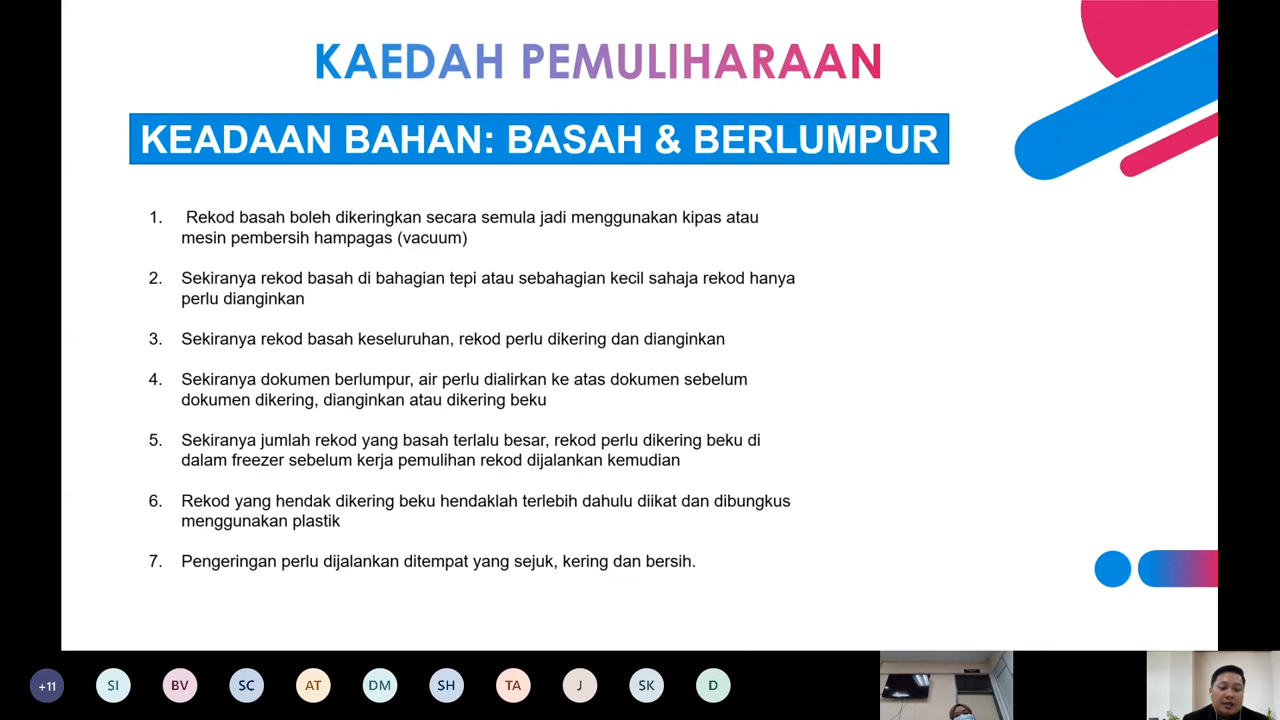 KAEDAH PEMULIHARAAN
KEADAAN BAHAN: BASAH & BERLUMPUR
1. Rekod basah boleh dikeringkan secara semula jadi menggunakan kipas atau
mesin pembersih hampagas (vacuum)
2. Sekiranya rekod basah di bahagian tepi atau sebahagian kecil sahaja rekod hanya
perlu dianginkan
3. Sekiranya rekod basah keseluruhan, rekod perlu dikering dan dianginkan
4. Sekiranya dokumen berlumpur, air perlu dialirkan ke atas dokumen sebelum
dokumen dikering, dianginkan atau dikering beku
5. Sekiranya jumlah rekod yang basah terlalu besar, rekod perlu dikering beku di
dalam freezer sebelum kerja pemulihan rekod dijalankan kemudian
6. Rekod yang hendak dikering beku hendaklah terlebih dahulu diikat dan dibungkus
menggunakan plastik
7. Pengeringan perlu dijalankan ditempat yang sejuk, kering dan bersih.
+11 SI BV SC AT DM SH TA J SK D